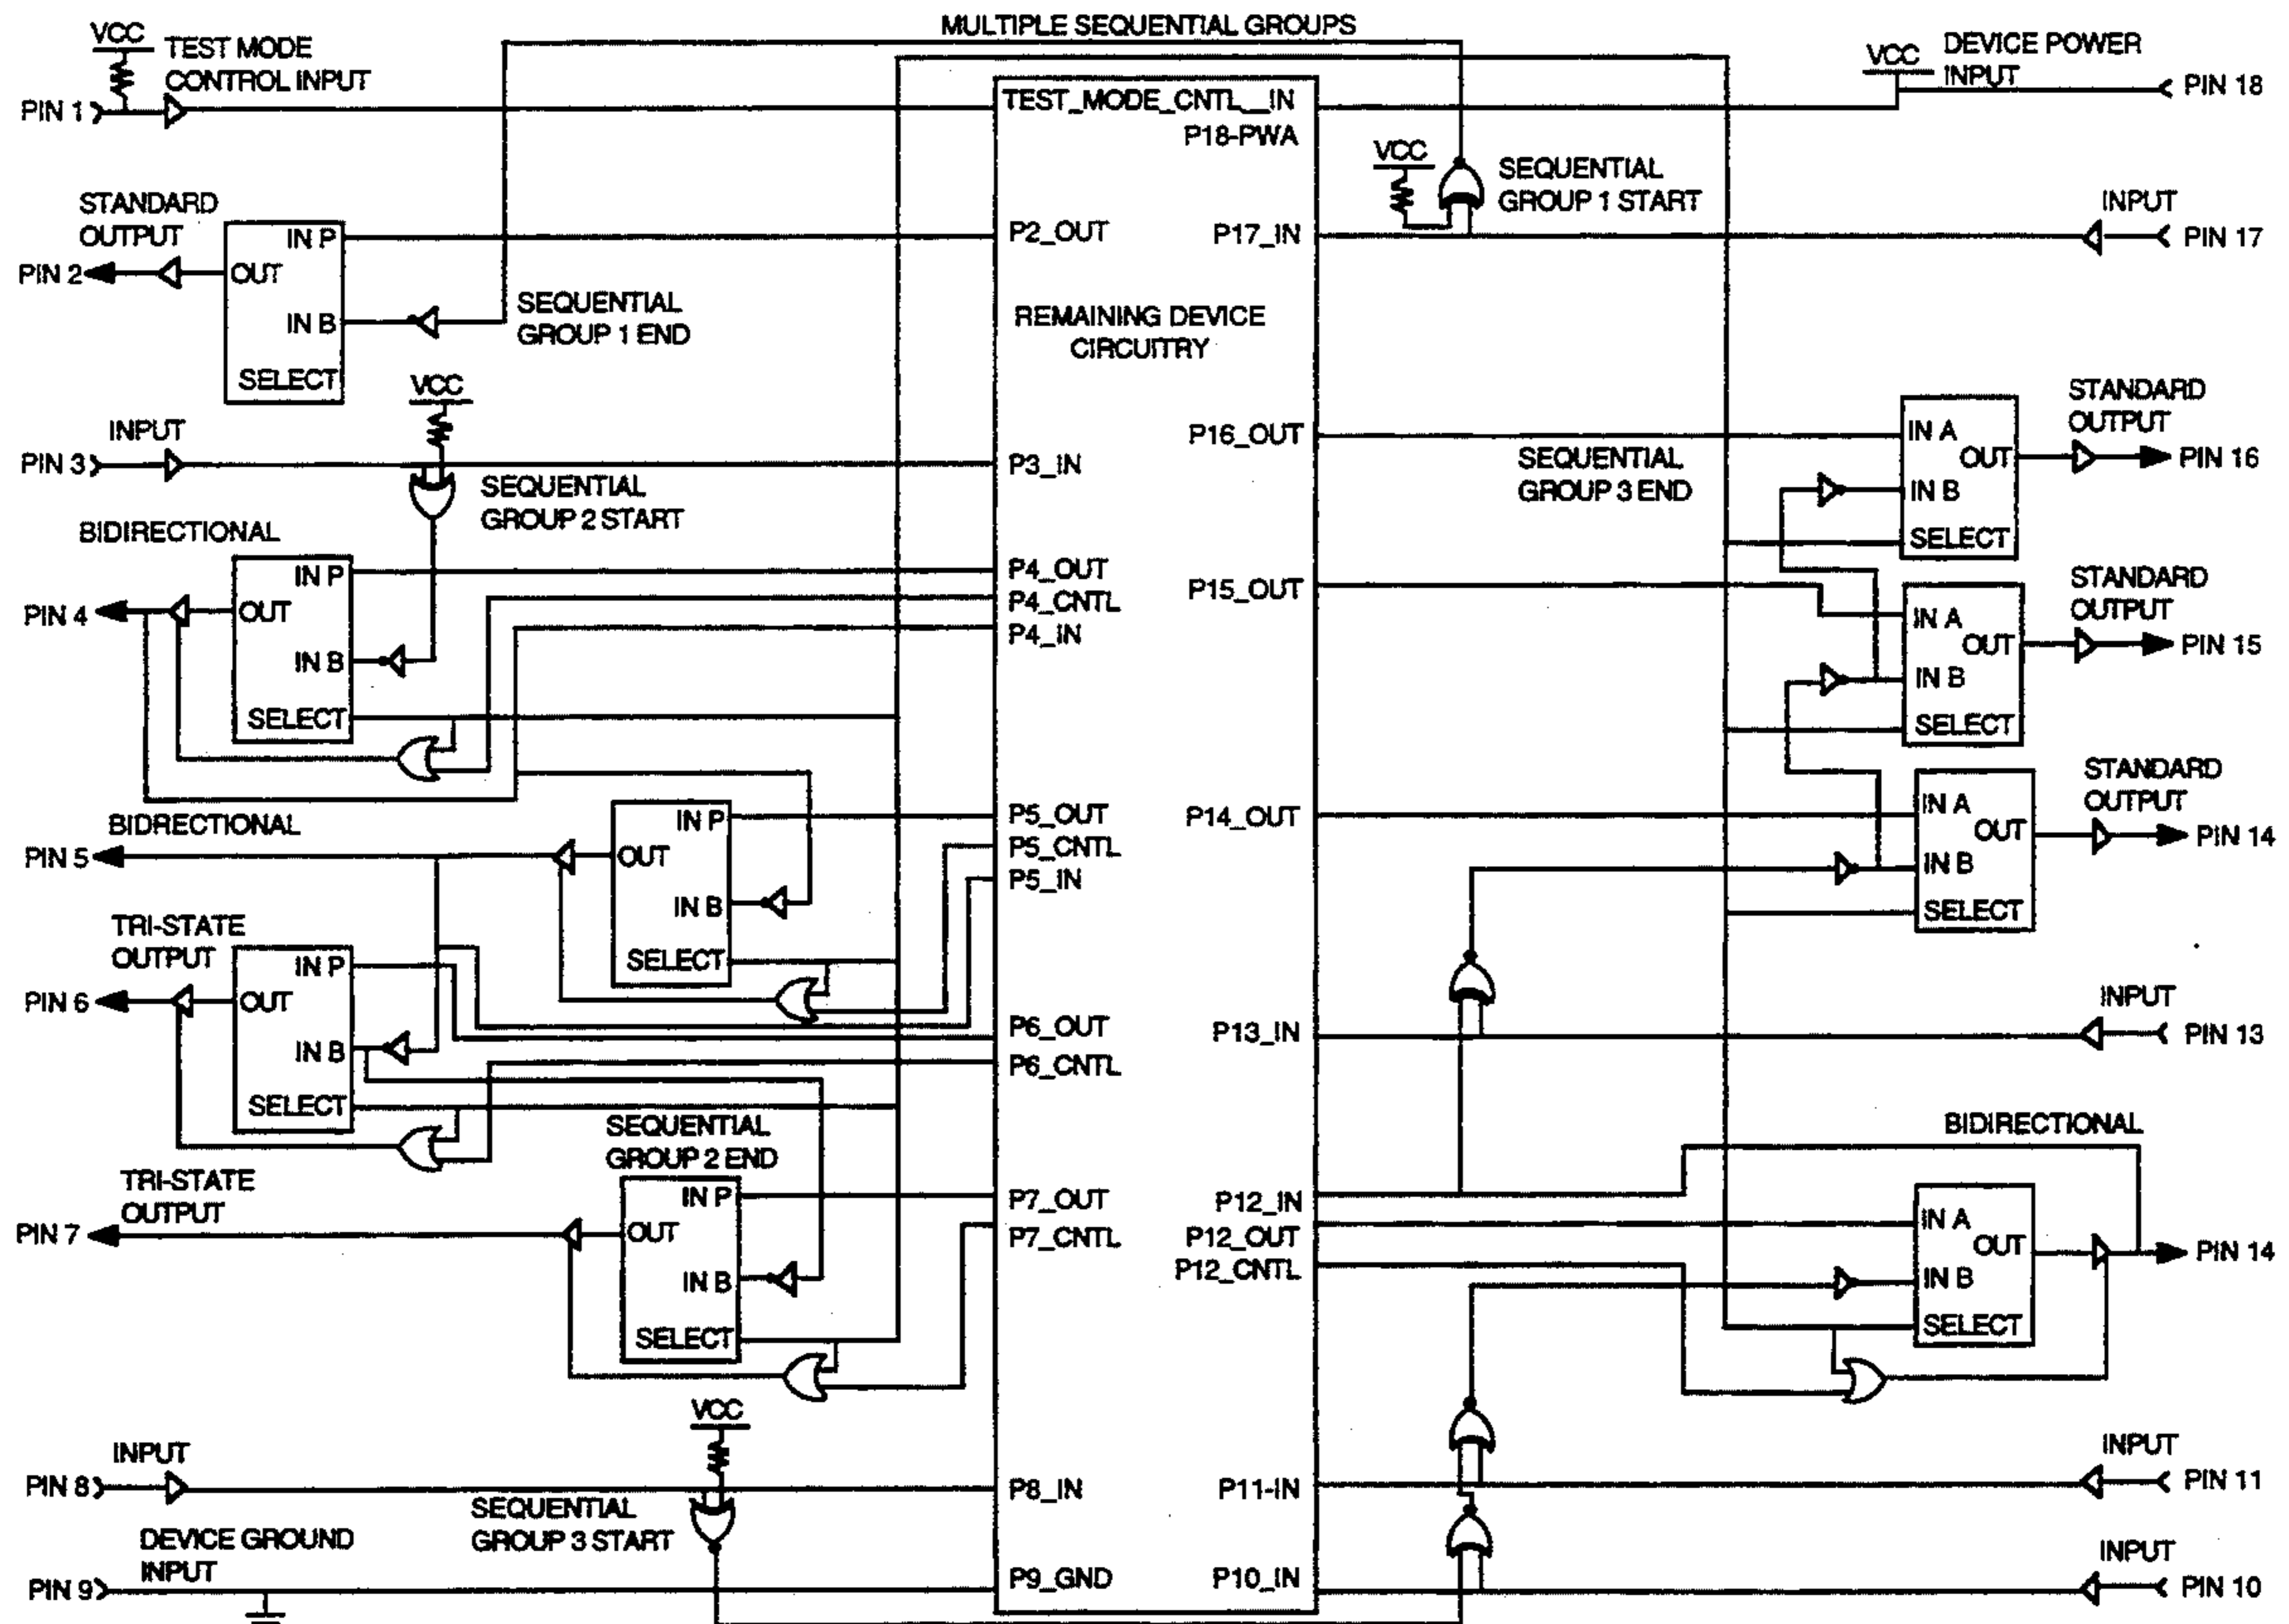 MULTIPLE SEQUENTIAL GROUPS
VCC
TEST MODE
CONTROL INPUT
PIN 1
STANDARD
OUTPUT
PIN 2
IN P
OUT
IN B
SELECT
SEQUENTIAL
GROUP 1 END
VCC
INPUT
PIN 3
SEQUENTIAL
GROUP 2 START
BIDIRECTIONAL
PIN 4
IN P
OUT
IN B
SELECT
BIDRECTIONAL
PIN 5
IN P
OUT
IN B
SELECT
TRI-STATE
OUTPUT
PIN 6
IN P
OUT
IN B
SELECT
SEQUENTIAL
GROUP 2 END
TRI-STATE
OUTPUT
PIN 7
IN P
OUT
IN B
SELECT
VCC
INPUT
PIN 8
SEQUENTIAL
GROUP 3 START
DEVICE GROUND
INPUT
PIN 9
TEST_MODE_CNTL_IN
P18-PWA
P2_OUT
P17_IN
REMAINING DEVICE
CIRCUITRY
P3_IN
P16_OUT
P4_OUT
P4_CNTL
P4_IN
P15_OUT
P5_OUT
P5_CNTL
P5_IN
P14_OUT
P6_OUT
P6_CNTL
P13_IN
P7_OUT
P7_CNTL
P12_IN
P12_OUT
P12_CNTL
P8_IN
P11-IN
P9_GND
P10_IN
VCC
DEVICE POWER
INPUT
PIN 18
VCC
SEQUENTIAL
GROUP 1 START
INPUT
PIN 17
STANDARD
OUTPUT
IN A
OUT
IN B
SELECT
PIN 16
SEQUENTIAL
GROUP 3 END
STANDARD
OUTPUT
IN A
OUT
IN B
SELECT
PIN 15
STANDARD
OUTPUT
IN A
OUT
IN B
SELECT
PIN 14
INPUT
PIN 13
BIDIRECTIONAL
IN A
OUT
IN B
SELECT
PIN 14
INPUT
PIN 11
INPUT
PIN 10